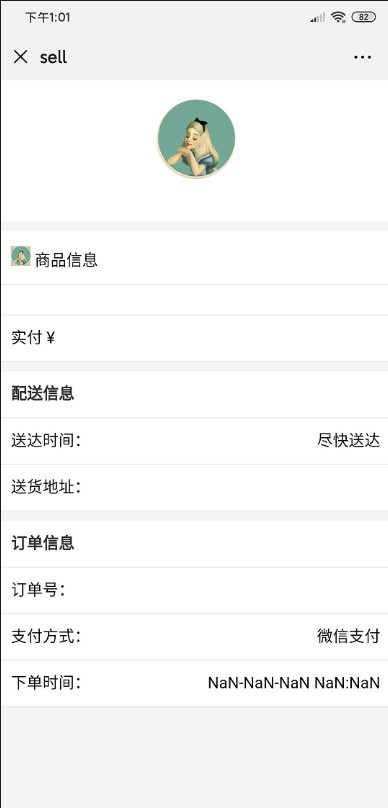 下午1:01
82
sell
商品信息
实付 ¥
配送信息
送达时间： 尽快送达
送货地址：
订单信息
订单号：
支付方式： 微信支付
下单时间： NaN-NaN-NaN NaN:NaN